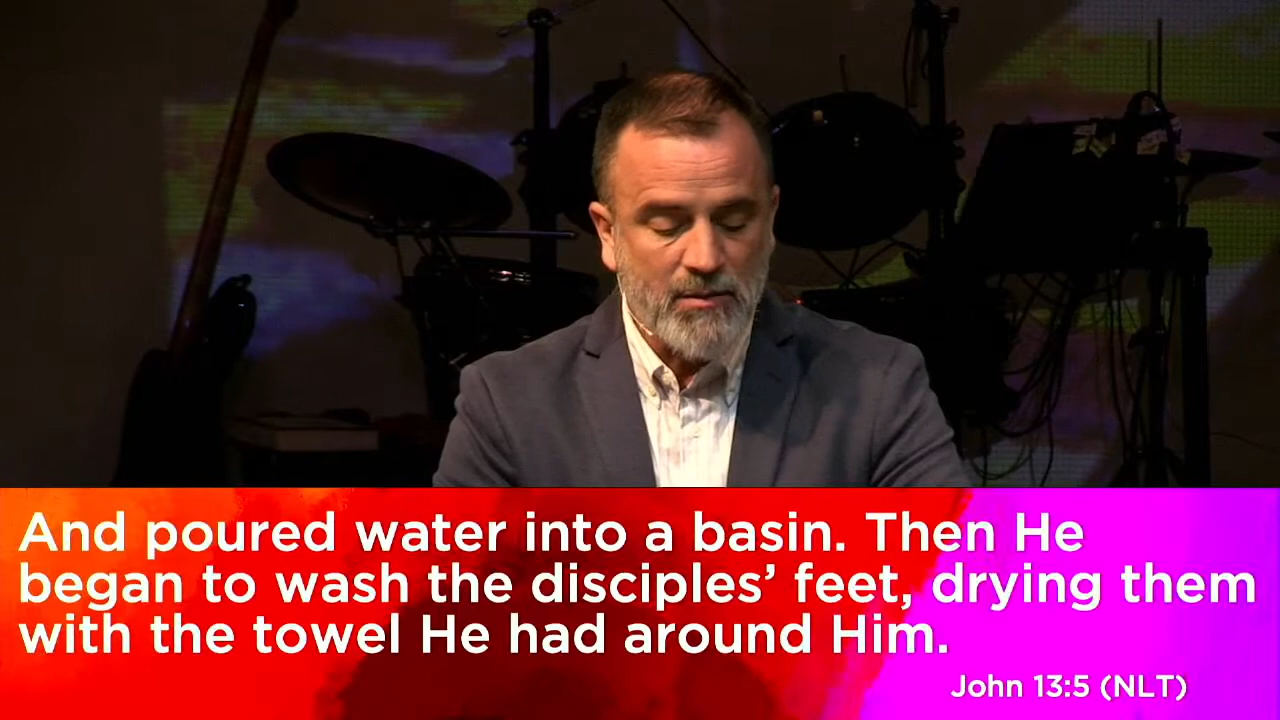 And poured water into a basin. Then He
began to wash the disciples’ feet, drying them
with the towel He had around Him.
John 13:5 (NLT)